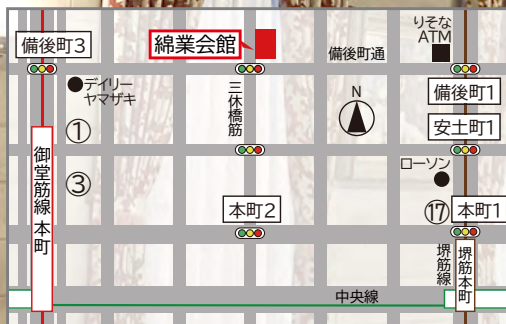 りそな
ATM
備後町3
綿業会館
備後町通
デイリー
ヤマザキ
三休橋筋
N
備後町1
安土町1
①
御堂筋線 本町
③
ローソン
本町2
⑰
本町1
堺筋線
堺筋本町
中央線